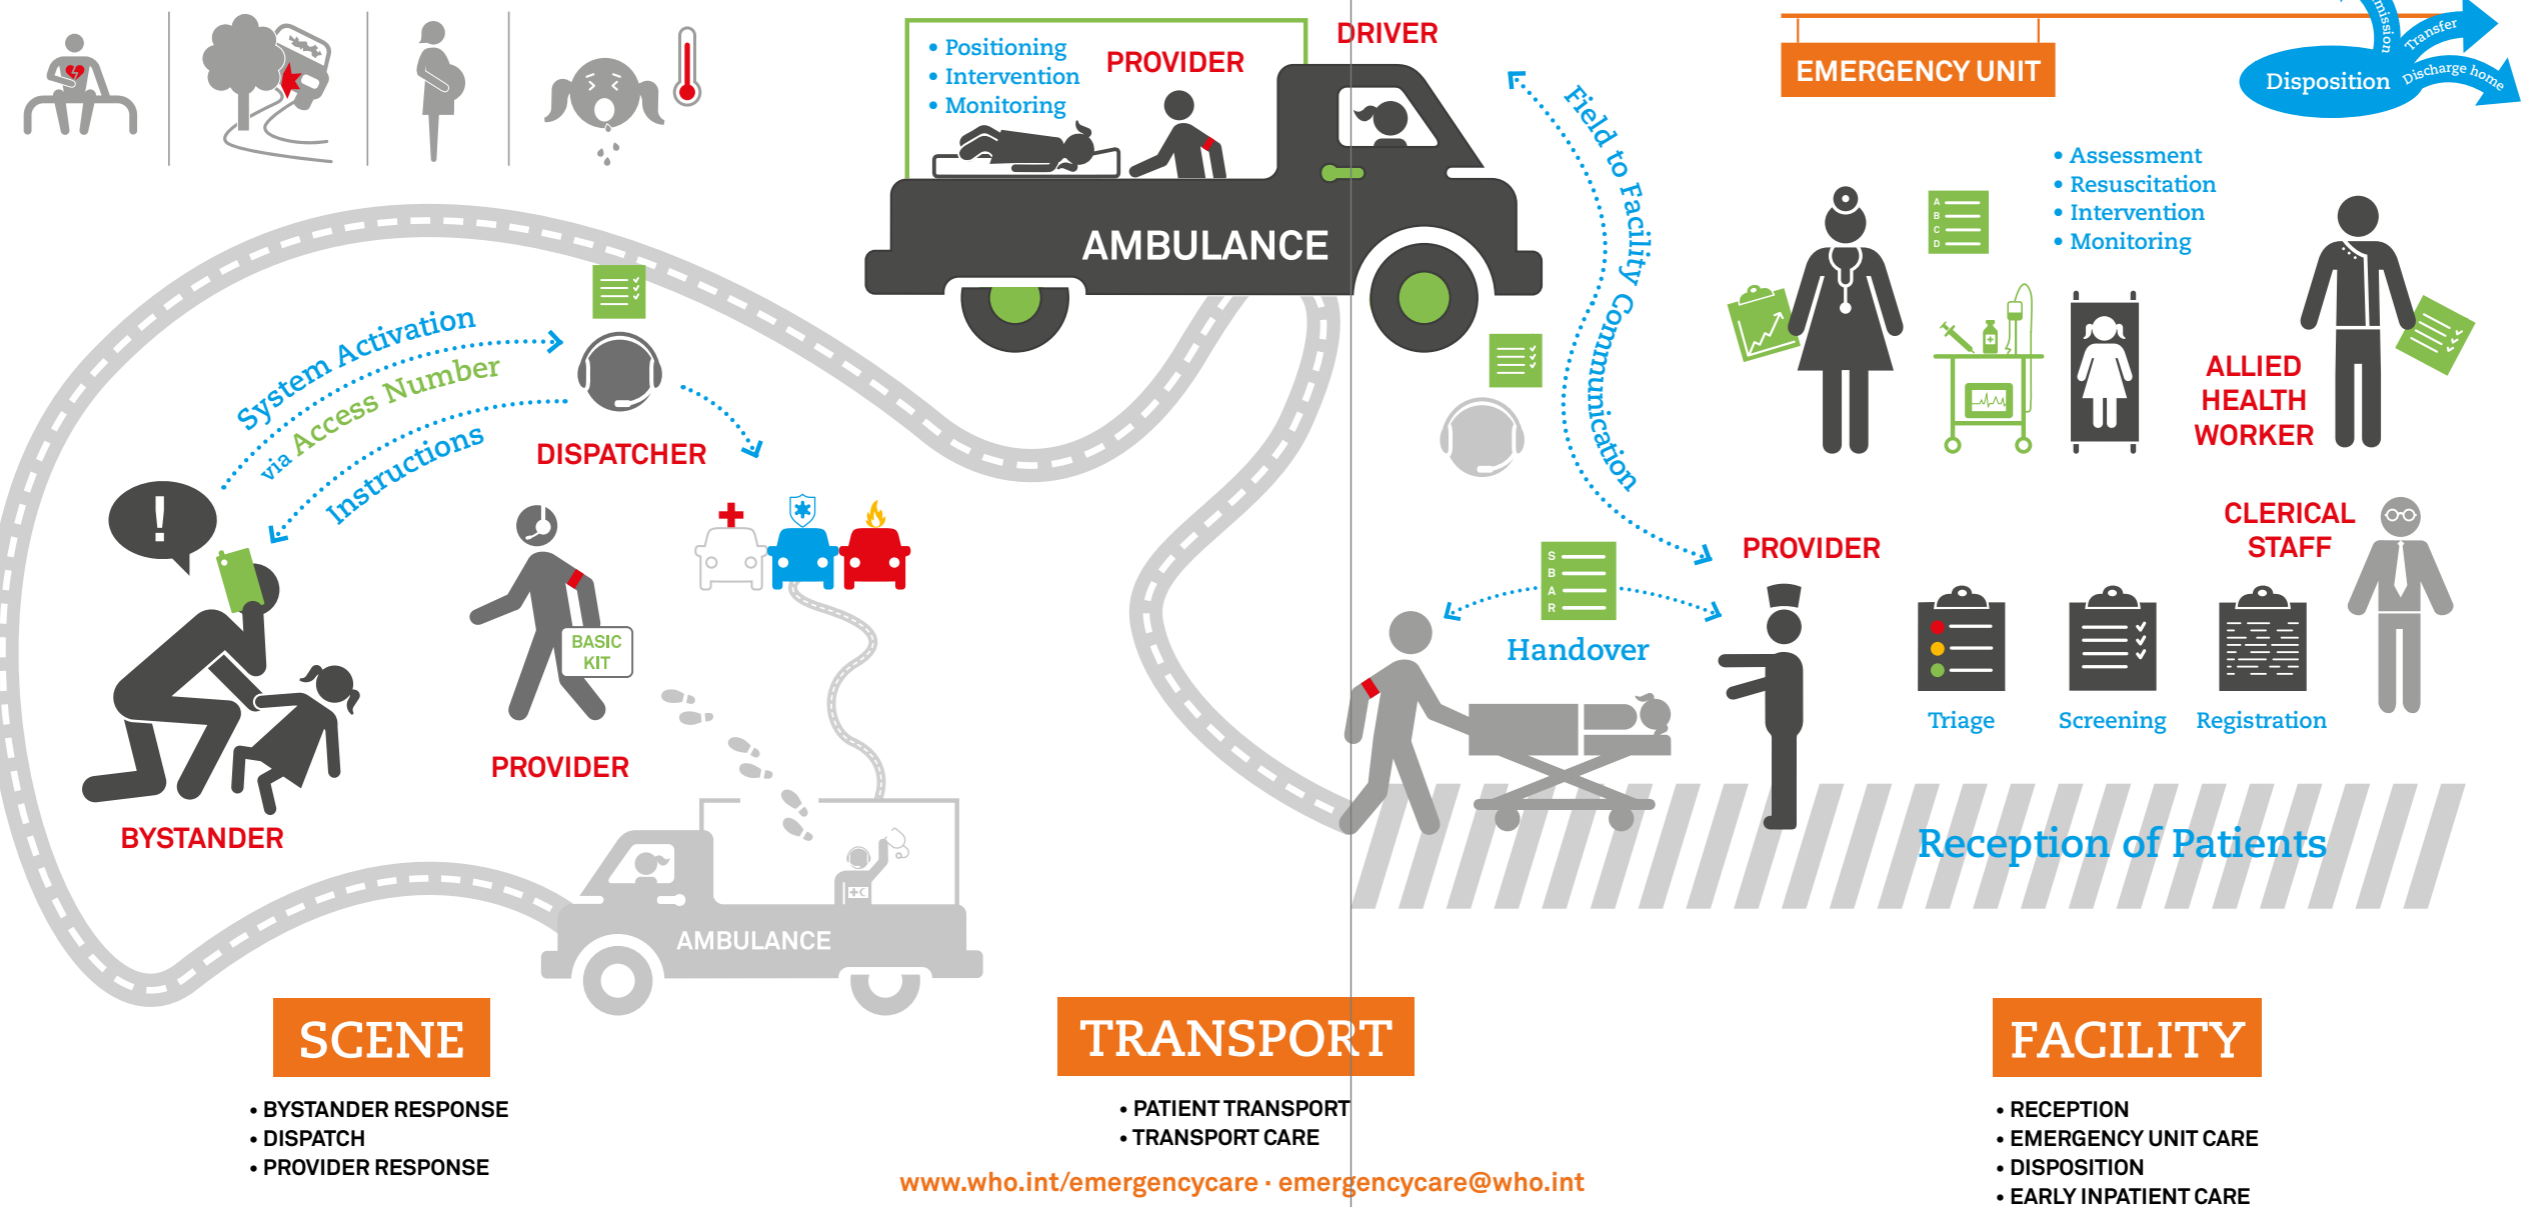 • Positioning
• Intervention
• Monitoring
PROVIDER
DRIVER
AMBULANCE
EMERGENCY UNIT
Transfer
Disposition
Discharge home
• Assessment
• Resuscitation
• Intervention
• Monitoring
A
B
C
D
ALLIED
HEALTH
WORKER
CLERICAL
STAFF
System Activation
via Access Number
Instructions
DISPATCHER
!
BASIC
KIT
PROVIDER
BYSTANDER
AMBULANCE
Field to Facility Communication
S
B
A
R
Handover
PROVIDER
Triage
Screening
Registration
Reception of Patients
SCENE
• BYSTANDER RESPONSE
• DISPATCH
• PROVIDER RESPONSE
TRANSPORT
• PATIENT TRANSPORT
• TRANSPORT CARE
FACILITY
• RECEPTION
• EMERGENCY UNIT CARE
• DISPOSITION
• EARLY INPATIENT CARE
www.who.int/emergencycare · emergencycare@who.int